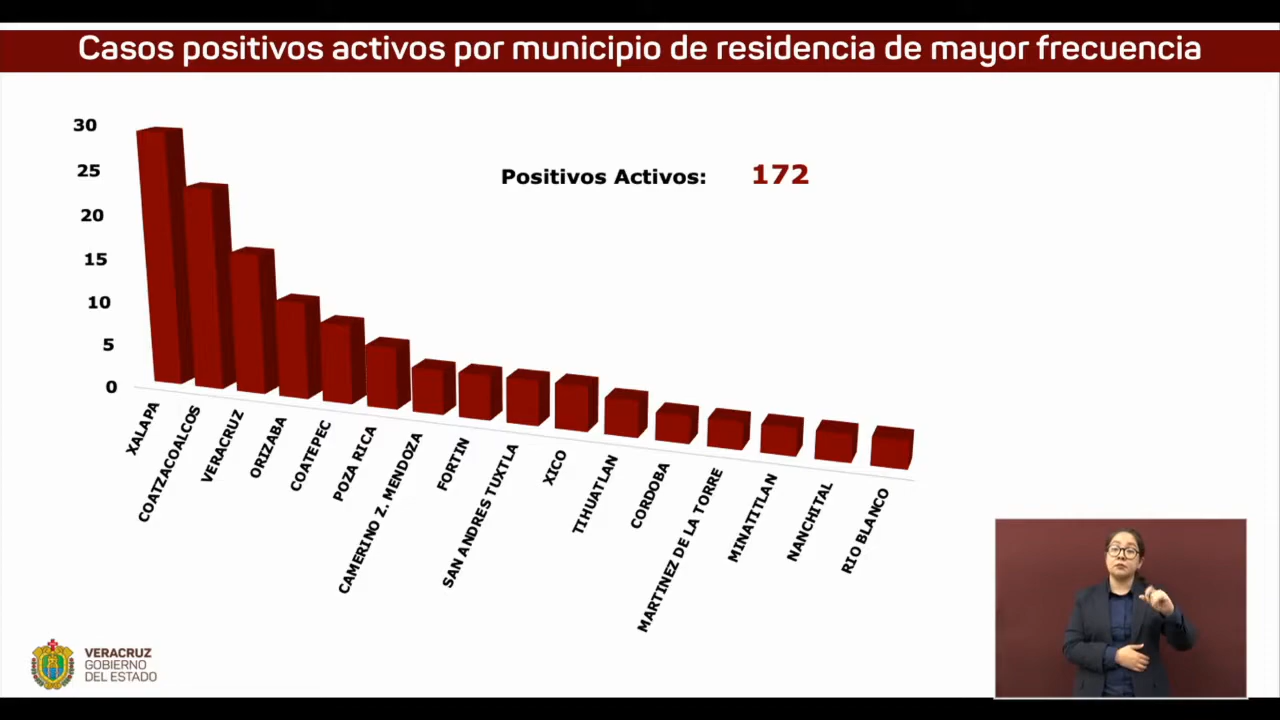 Casos positivos activos por municipio de residencia de mayor frecuencia
Positivos Activos: 172
30
25
20
15
10
5
0
XALAPA
COATZACOALCOS
VERACRUZ
ORIZABA
COATEPEC
POZA RICA
CAMERINO Z. MENDOZA
FORTIN
SAN ANDRES TUXTLA
XICO
TIHUATLAN
CORDOBA
MARTINEZ DE LA TORRE
MINATITLAN
NANCHITAL
RIO BLANCO
VERACRUZ
GOBIERNO
DEL ESTADO